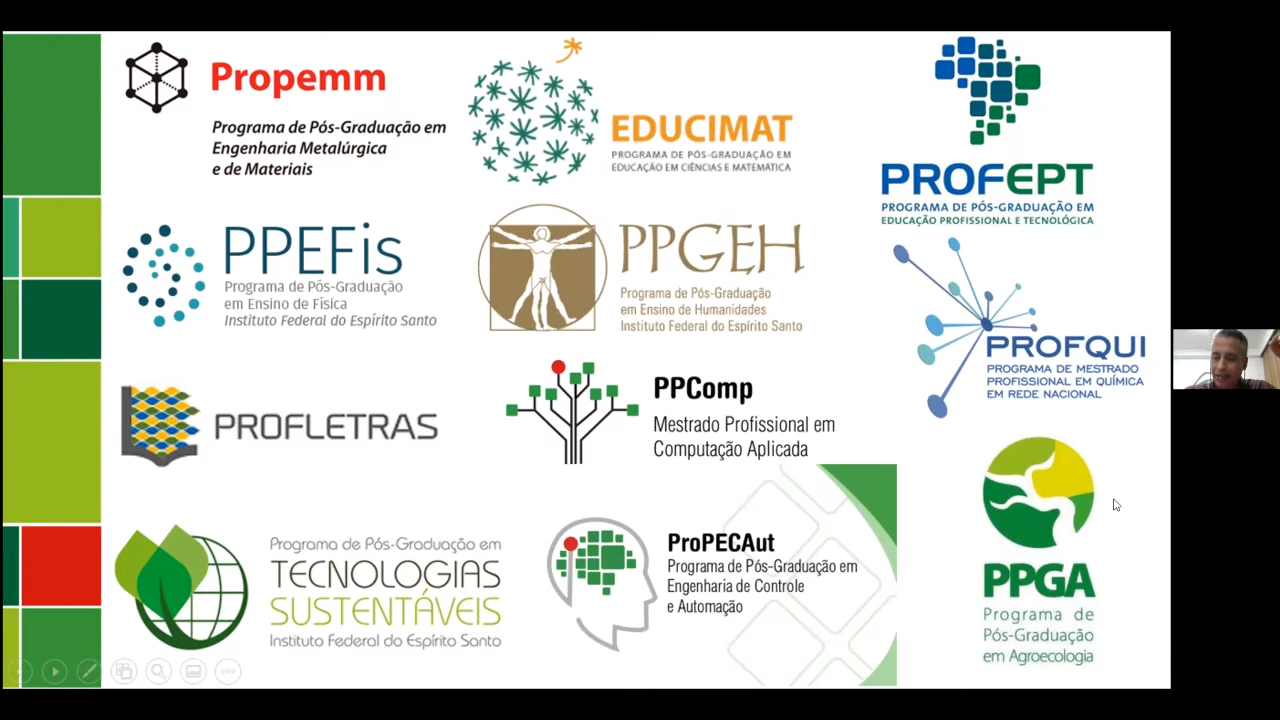 Propemm
Programa de Pós-Graduação em
Engenharia Metalúrgica
e de Materiais
EDUCIMAT
PROGRAMA DE PÓS-GRADUAÇÃO EM
EDUCAÇÃO EM CIÊNCIAS E MATEMÁTICA
PROFEPT
PROGRAMA DE PÓS-GRADUAÇÃO EM
EDUCAÇÃO PROFISSIONAL E TECNOLÓGICA
PPEFis
Programa de Pós-Graduação
em Ensino de Física
Instituto Federal do Espírito Santo
PPGEH
Programa de Pós-Graduação
em Ensino de Humanidades
Instituto Federal do Espírito Santo
PROFQUI
PROGRAMA DE MESTRADO
PROFISSIONAL EM QUÍMICA
EM REDE NACIONAL
PROFLETRAS
PPComp
Mestrado Profissional em
Computação Aplicada
Programa de Pós-Graduação em
TECNOLOGIAS
SUSTENTÁVEIS
Instituto Federal do Espírito Santo
ProPECAut
Programa de Pós-Graduação em
Engenharia de Controle
e Automação
PPGA
Programa de
Pós-Graduação
em Agroecologia